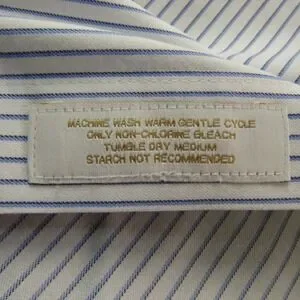 MACHINE WASH WARM GENTLE CYCLE
ONLY NON-CHLORINE BLEACH
TUMBLE DRY MEDIUM
STARCH NOT RECOMMENDED